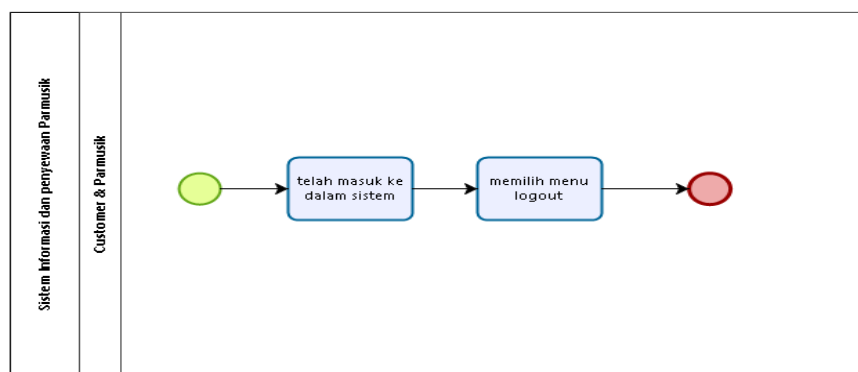 Sistem Informasi dan penyewaan Parmusik
Customer & Parmusik
telah masuk ke
dalam sistem
memilih menu
logout